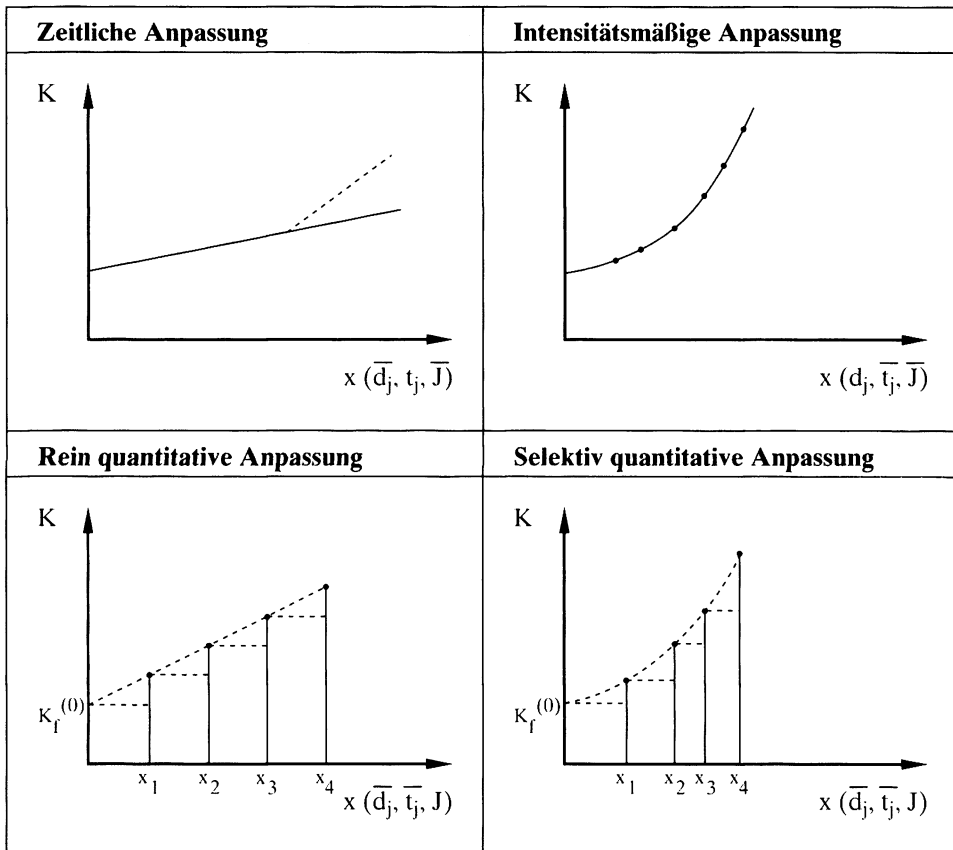 Zeitliche Anpassung
K
x (d̅j, tj, J̅)
Intensitätsmäßige Anpassung
K
x (dj, t̅j, J̅)
Rein quantitative Anpassung
K
Kf(0)
x1 x2 x3 x4
x (d̅j, t̅j, J)
Selektiv quantitative Anpassung
K
Kf(0)
x1 x2 x3 x4
x (d̅j, t̅j, J)